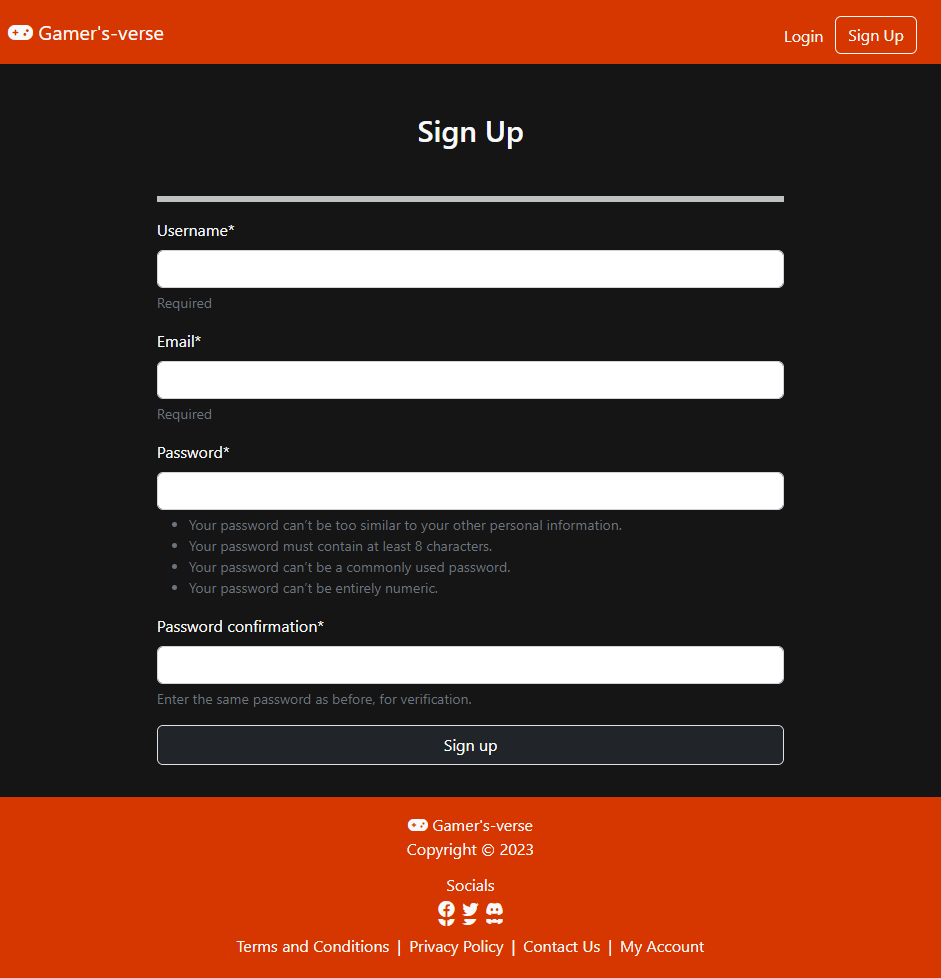 Gamer's-verse
Login
Sign Up
Sign Up
Username*
Required
Email*
Required
Password*
Your password can’t be too similar to your other personal information.
Your password must contain at least 8 characters.
Your password can’t be a commonly used password.
Your password can’t be entirely numeric.
Password confirmation*
Enter the same password as before, for verification.
Sign up
Gamer's-verse
Copyright © 2023
Socials
Terms and Conditions | Privacy Policy | Contact Us | My Account